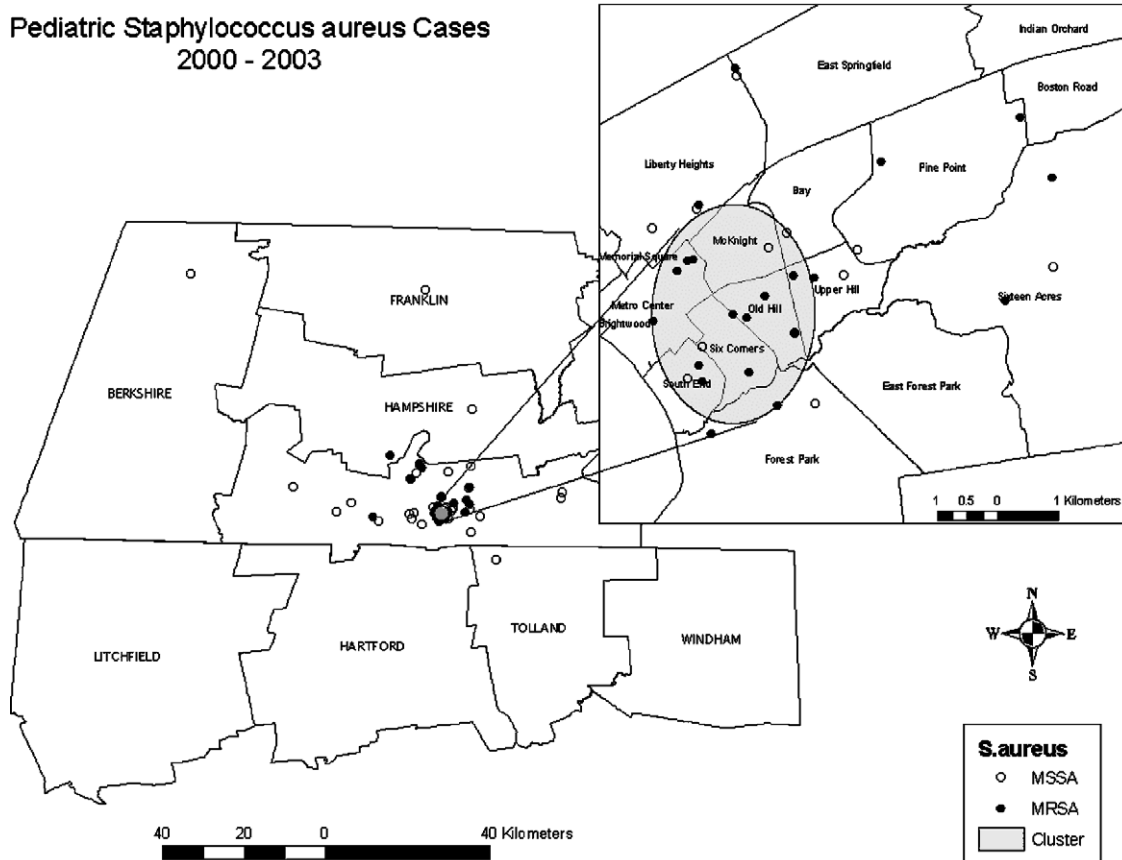 Pediatric Staphylococcus aureus Cases
2000 - 2003
Indian Orchard
East Springfield
Boston Road
Liberty Heights
Pine Point
Bay
McKnight
Memorial Square
Upper Hill
Sixteen Acres
Metro Center
Old Hill
Brightwood
Six Corners
South End
East Forest Park
Forest Park
1 0.5 0 1 Kilometers
FRANKLIN
BERKSHIRE
HAMPSHIRE
TOLLAND
HARTFORD
WINDHAM
LITCHFIELD
N
W E
S
S.aureus
MSSA
MRSA
Cluster
40 20 0 40 Kilometers